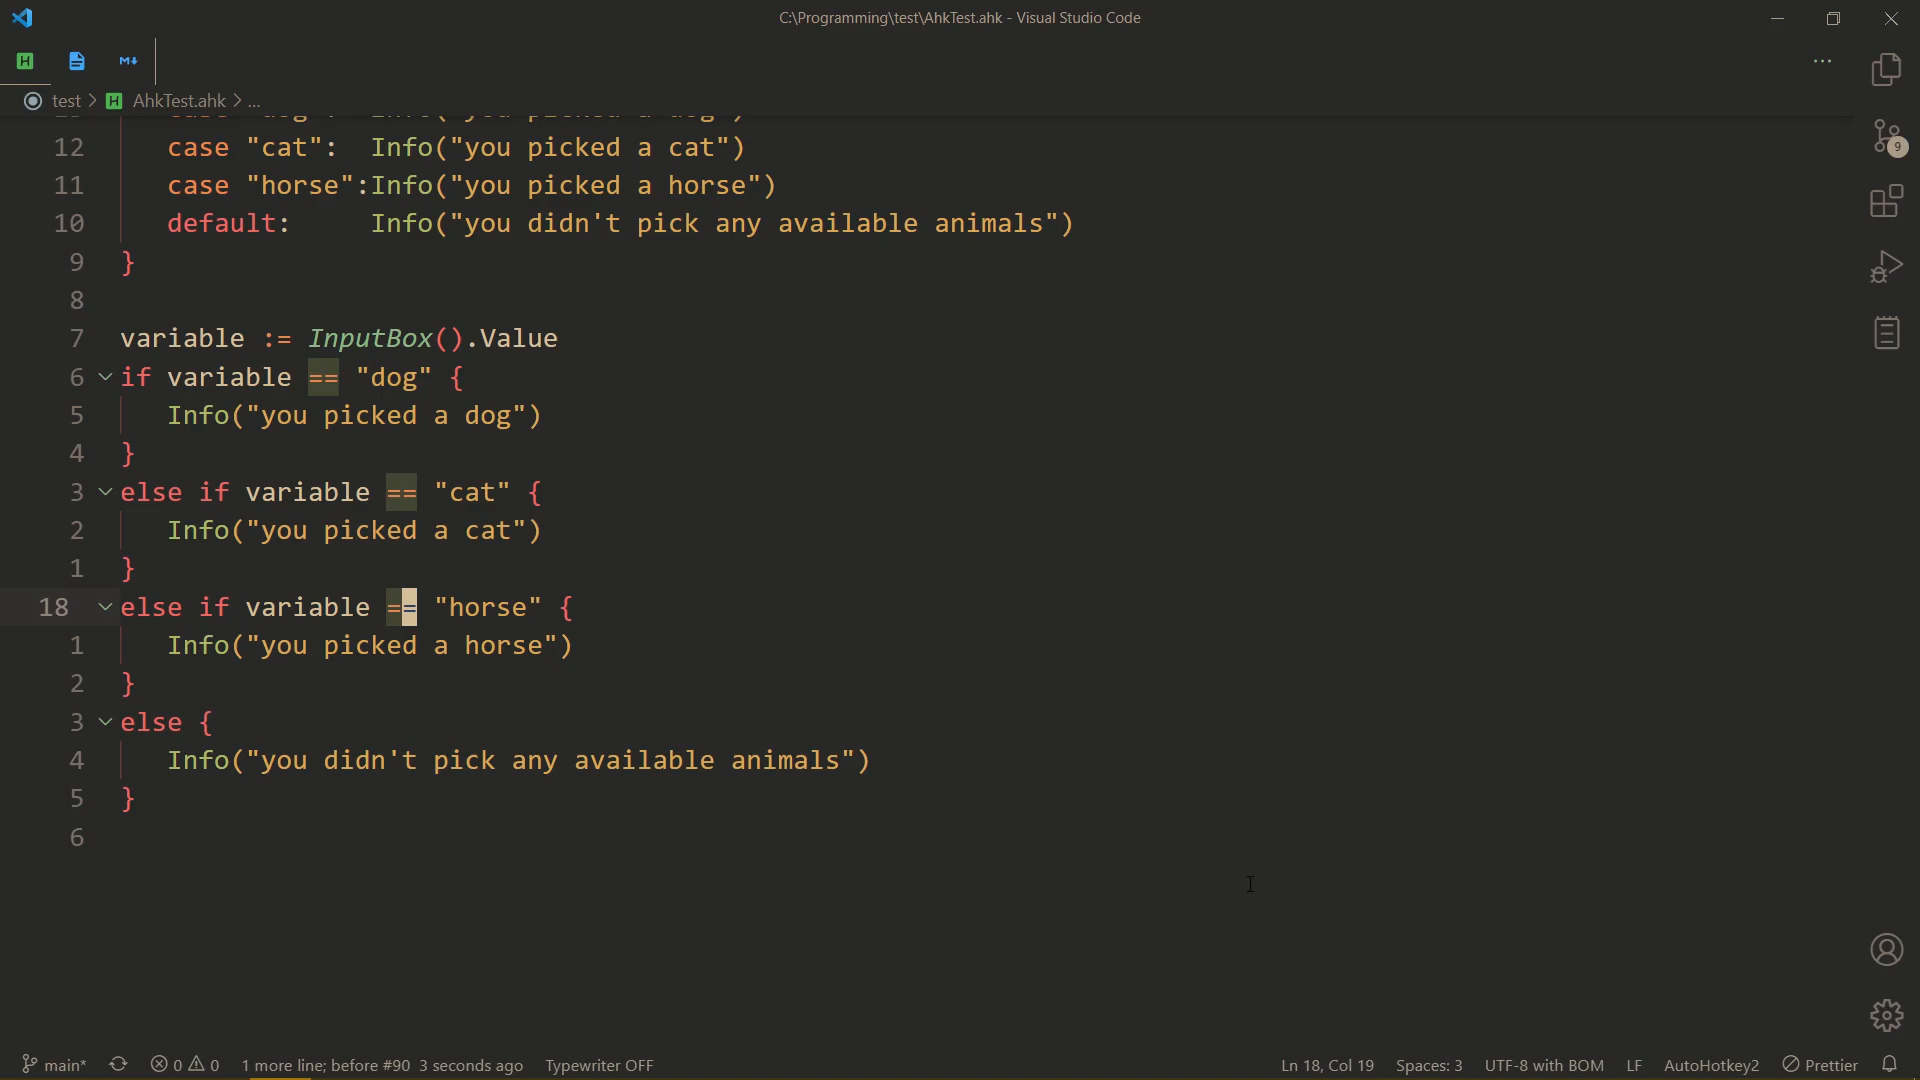 C:\Programming\test\AhkTest.ahk - Visual Studio Code
test > AhkTest.ahk > ...
9
12 case "cat":  Info("you picked a cat")
11 case "horse":Info("you picked a horse")
10 default:     Info("you didn't pick any available animals")
9 }
8
7 variable := InputBox().Value
6 if variable == "dog" {
5 Info("you picked a dog")
4 }
3 else if variable == "cat" {
2 Info("you picked a cat")
1 }
18 else if variable == "horse" {
1 Info("you picked a horse")
2 }
3 else {
4 Info("you didn't pick any available animals")
5 }
6
main* 0 0 1 more line; before #90 3 seconds ago Typewriter OFF Ln 18, Col 19 Spaces: 3 UTF-8 with BOM LF AutoHotkey2 Prettier